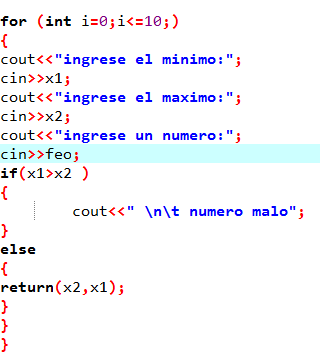 for (int i=0;i<=10;)
{
cout<<"ingrese el minimo:";
cin>>x1;
cout<<"ingrese el maximo:";
cin>>x2;
cout<<"ingrese un numero:";
cin>>feo;
if(x1>x2 )
{
cout<<" \n\t numero malo";
}
else
{
return(x2,x1);
}
}
}